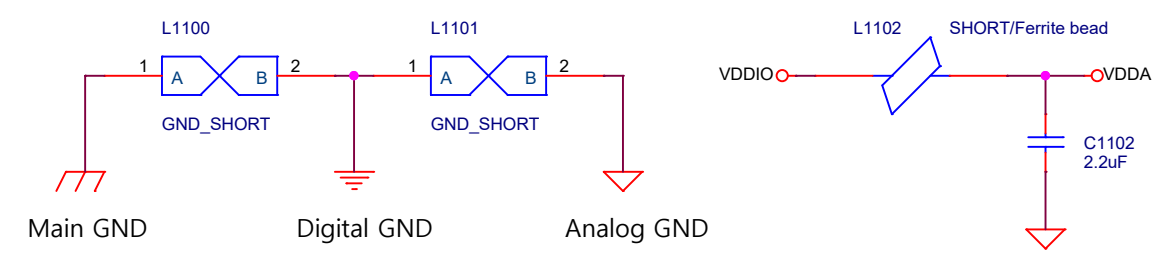 L1100
L1101
L1102 SHORT/Ferrite bead
1 A B 2 1 A B 2
VDDIO VDDA
GND_SHORT GND_SHORT
C1102
2.2uF
Main GND Digital GND Analog GND